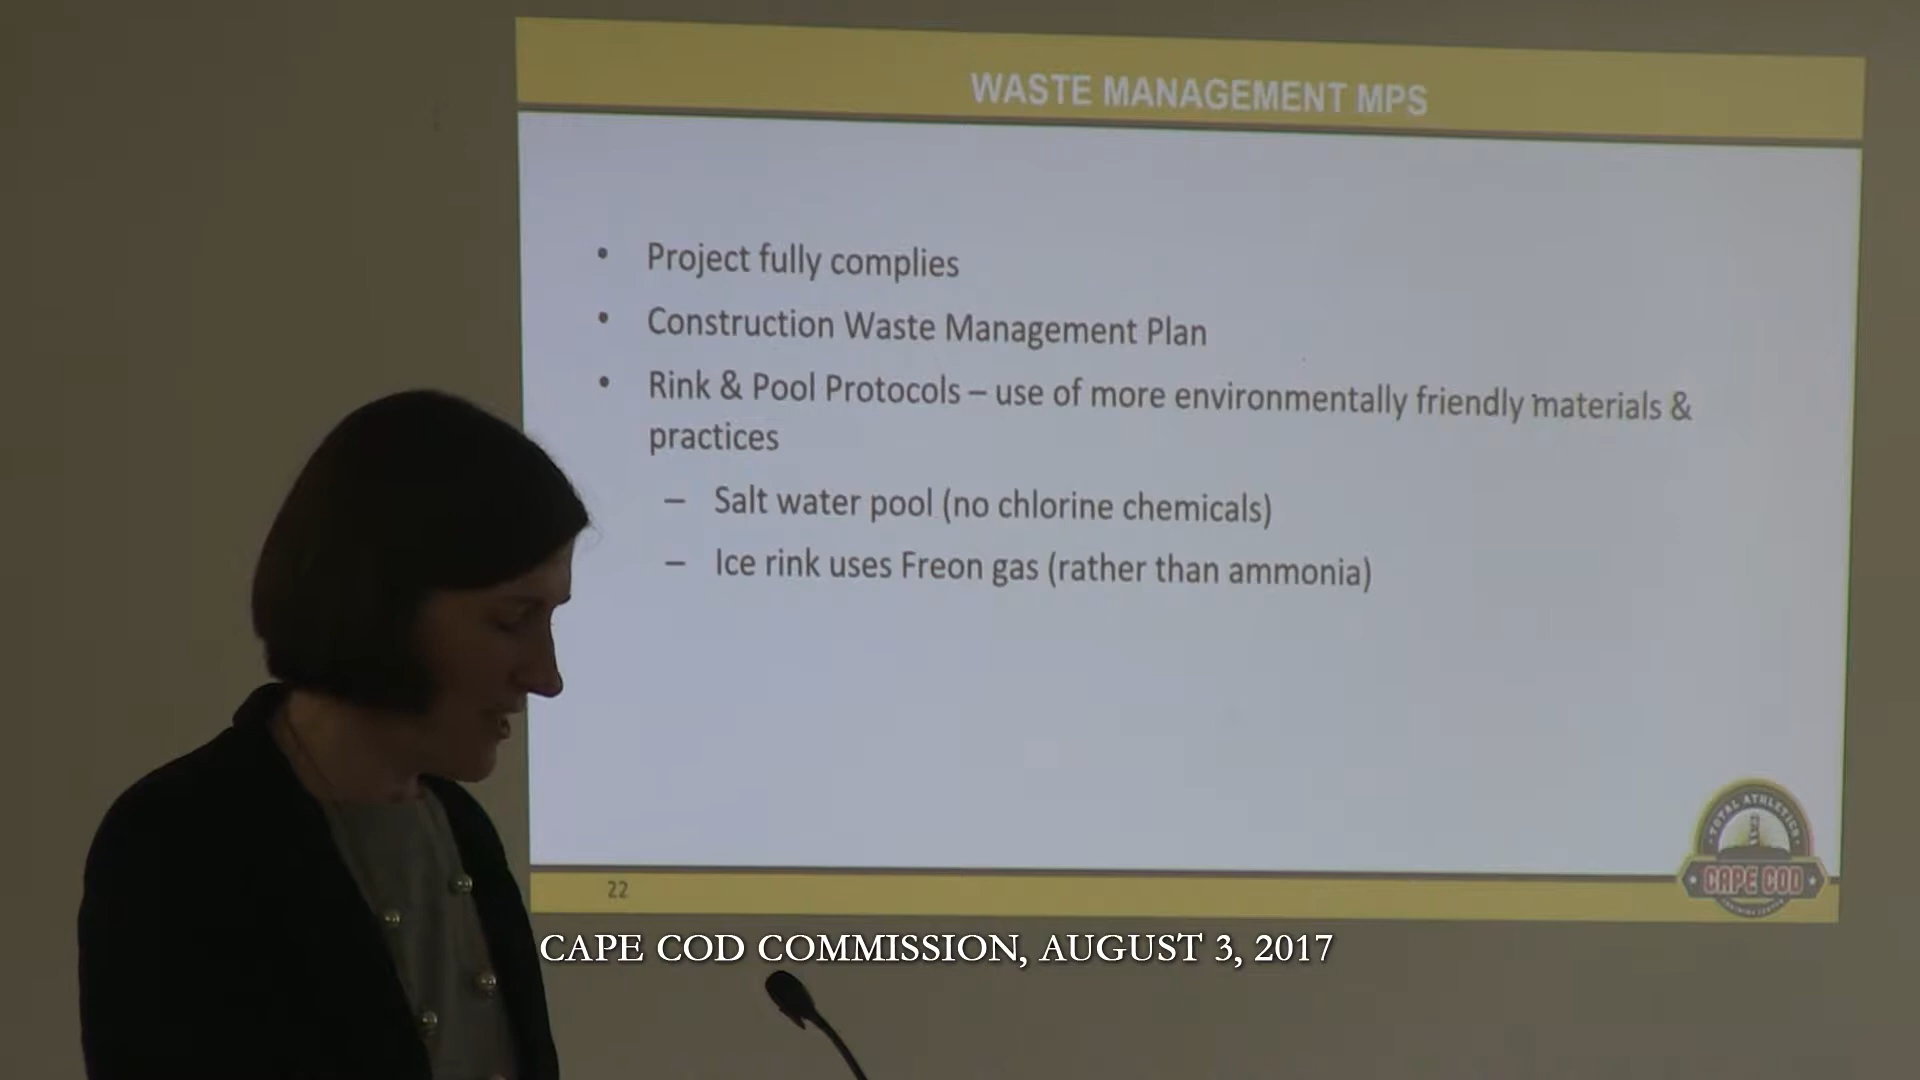 WASTE MANAGEMENT MPS
• Project fully complies
• Construction Waste Management Plan
• Rink & Pool Protocols – use of more environmentally friendly materials &
practices
– Salt water pool (no chlorine chemicals)
– Ice rink uses Freon gas (rather than ammonia)
TOTAL ATHLETICS
CAPE COD
22
CAPE COD COMMISSION, AUGUST 3, 2017